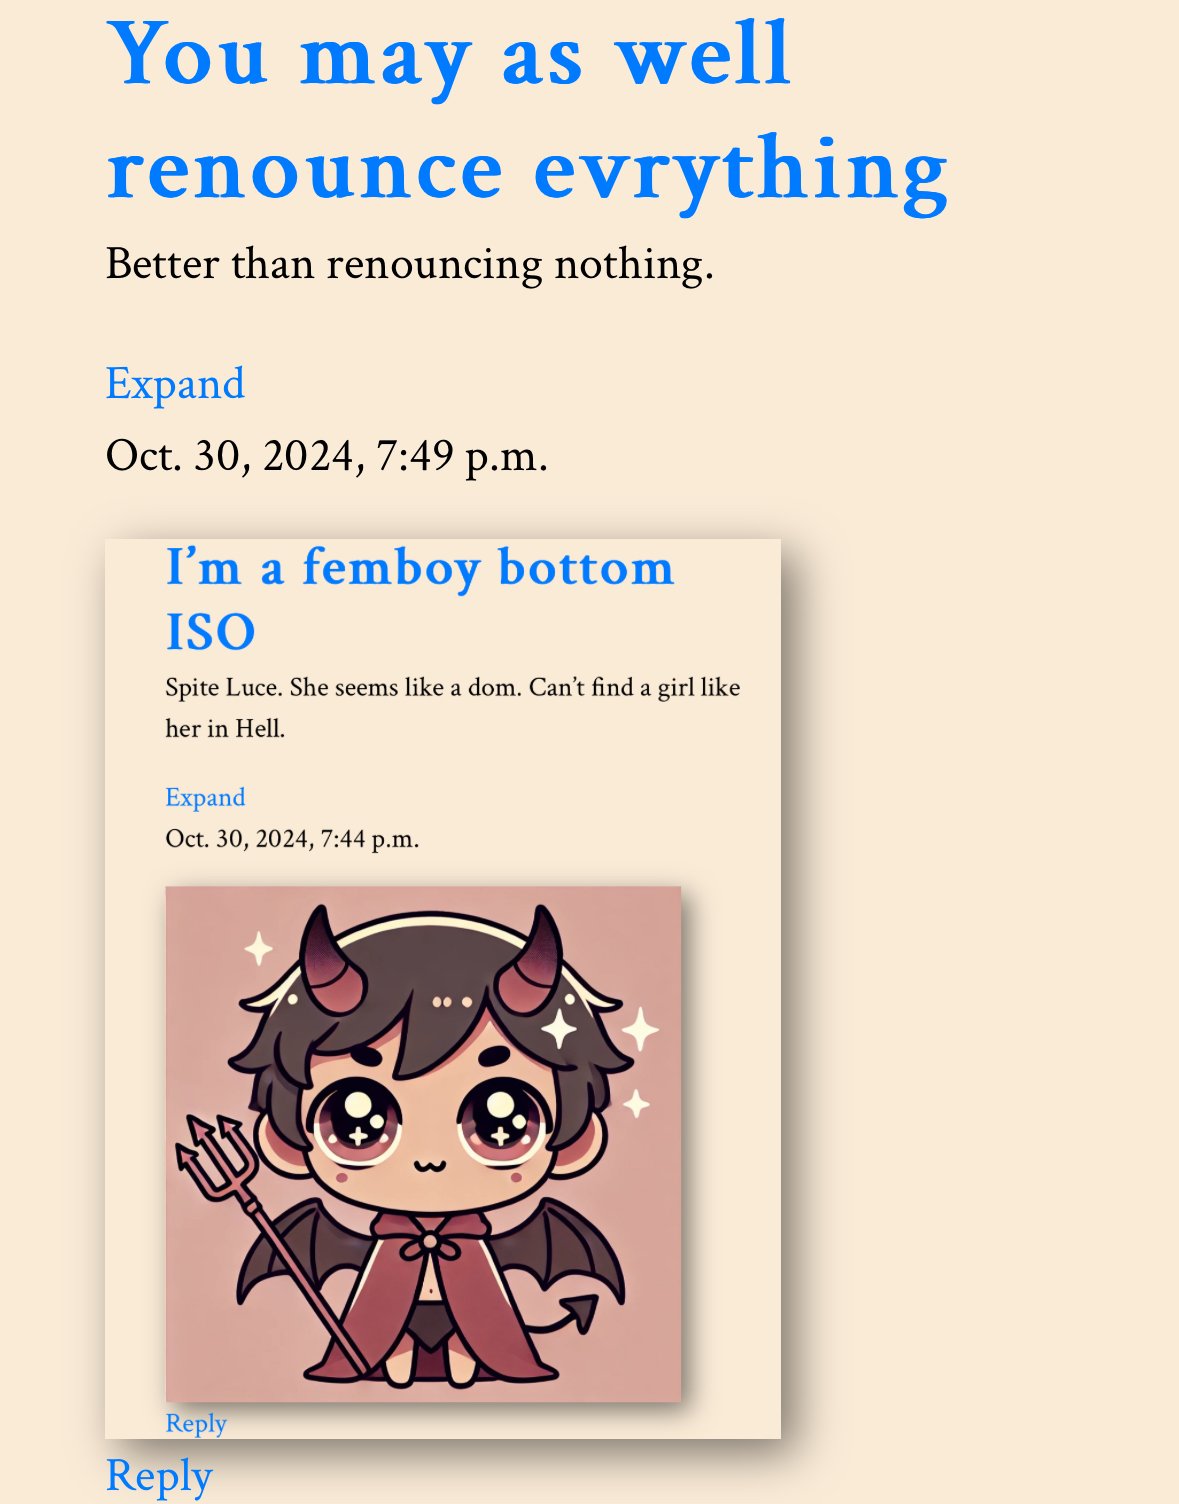 You may as well
renounce evrything
Better than renouncing nothing.
Expand
Oct. 30, 2024, 7:49 p.m.
I’m a femboy bottom
ISO
Spite Luce. She seems like a dom. Can’t find a girl like
her in Hell.
Expand
Oct. 30, 2024, 7:44 p.m.
Reply
Reply